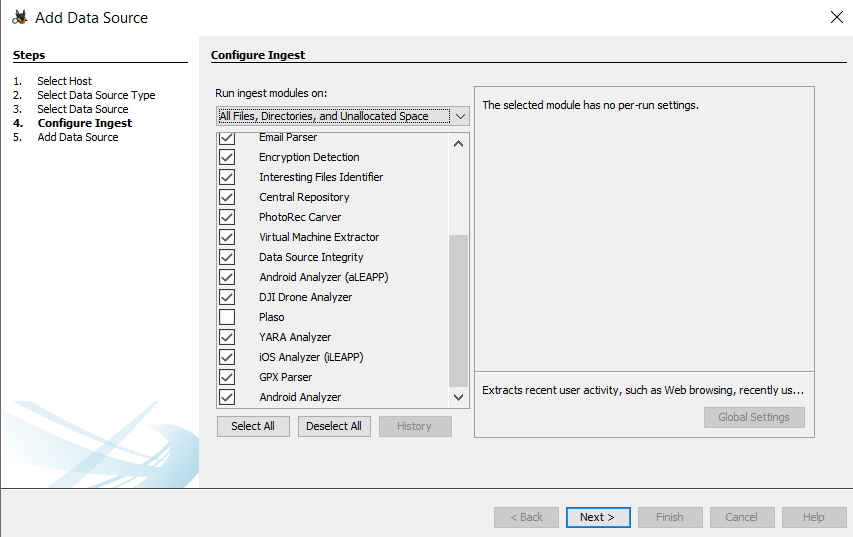 Add Data Source
Steps
1. Select Host
2. Select Data Source Type
3. Select Data Source
4. Configure Ingest
5. Add Data Source
Configure Ingest
Run ingest modules on:
All Files, Directories, and Unallocated Space
Email Parser
Encryption Detection
Interesting Files Identifier
Central Repository
PhotoRec Carver
Virtual Machine Extractor
Data Source Integrity
Android Analyzer (aLEAPP)
DJI Drone Analyzer
Plaso
YARA Analyzer
iOS Analyzer (iLEAPP)
GPX Parser
Android Analyzer
Select All
Deselect All
History
The selected module has no per-run settings.
Extracts recent user activity, such as Web browsing, recently us...
Global Settings
< Back
Next >
Finish
Cancel
Help